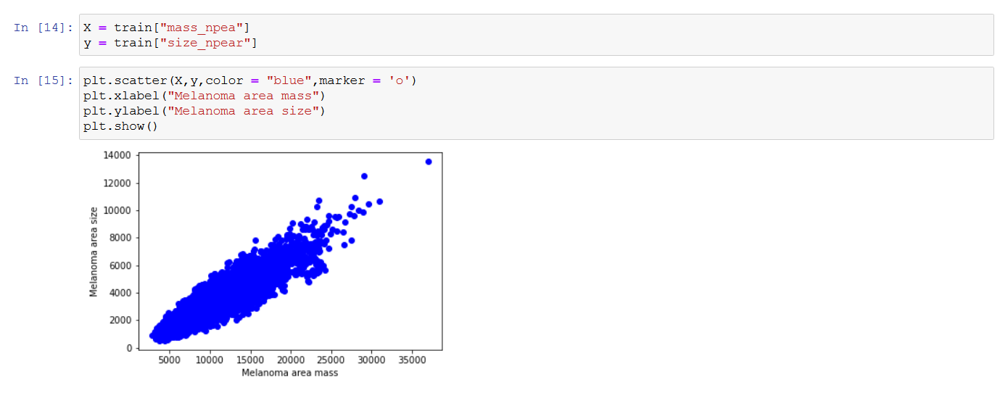 In [14]: X = train["mass_npea"]
y = train["size_npear"]
In [15]: plt.scatter(X,y,color = "blue",marker = 'o')
plt.xlabel("Melanoma area mass")
plt.ylabel("Melanoma area size")
plt.show()
14000
12000
10000
8000
6000
4000
2000
0
Melanoma area size
5000 10000 15000 20000 25000 30000 35000
Melanoma area mass